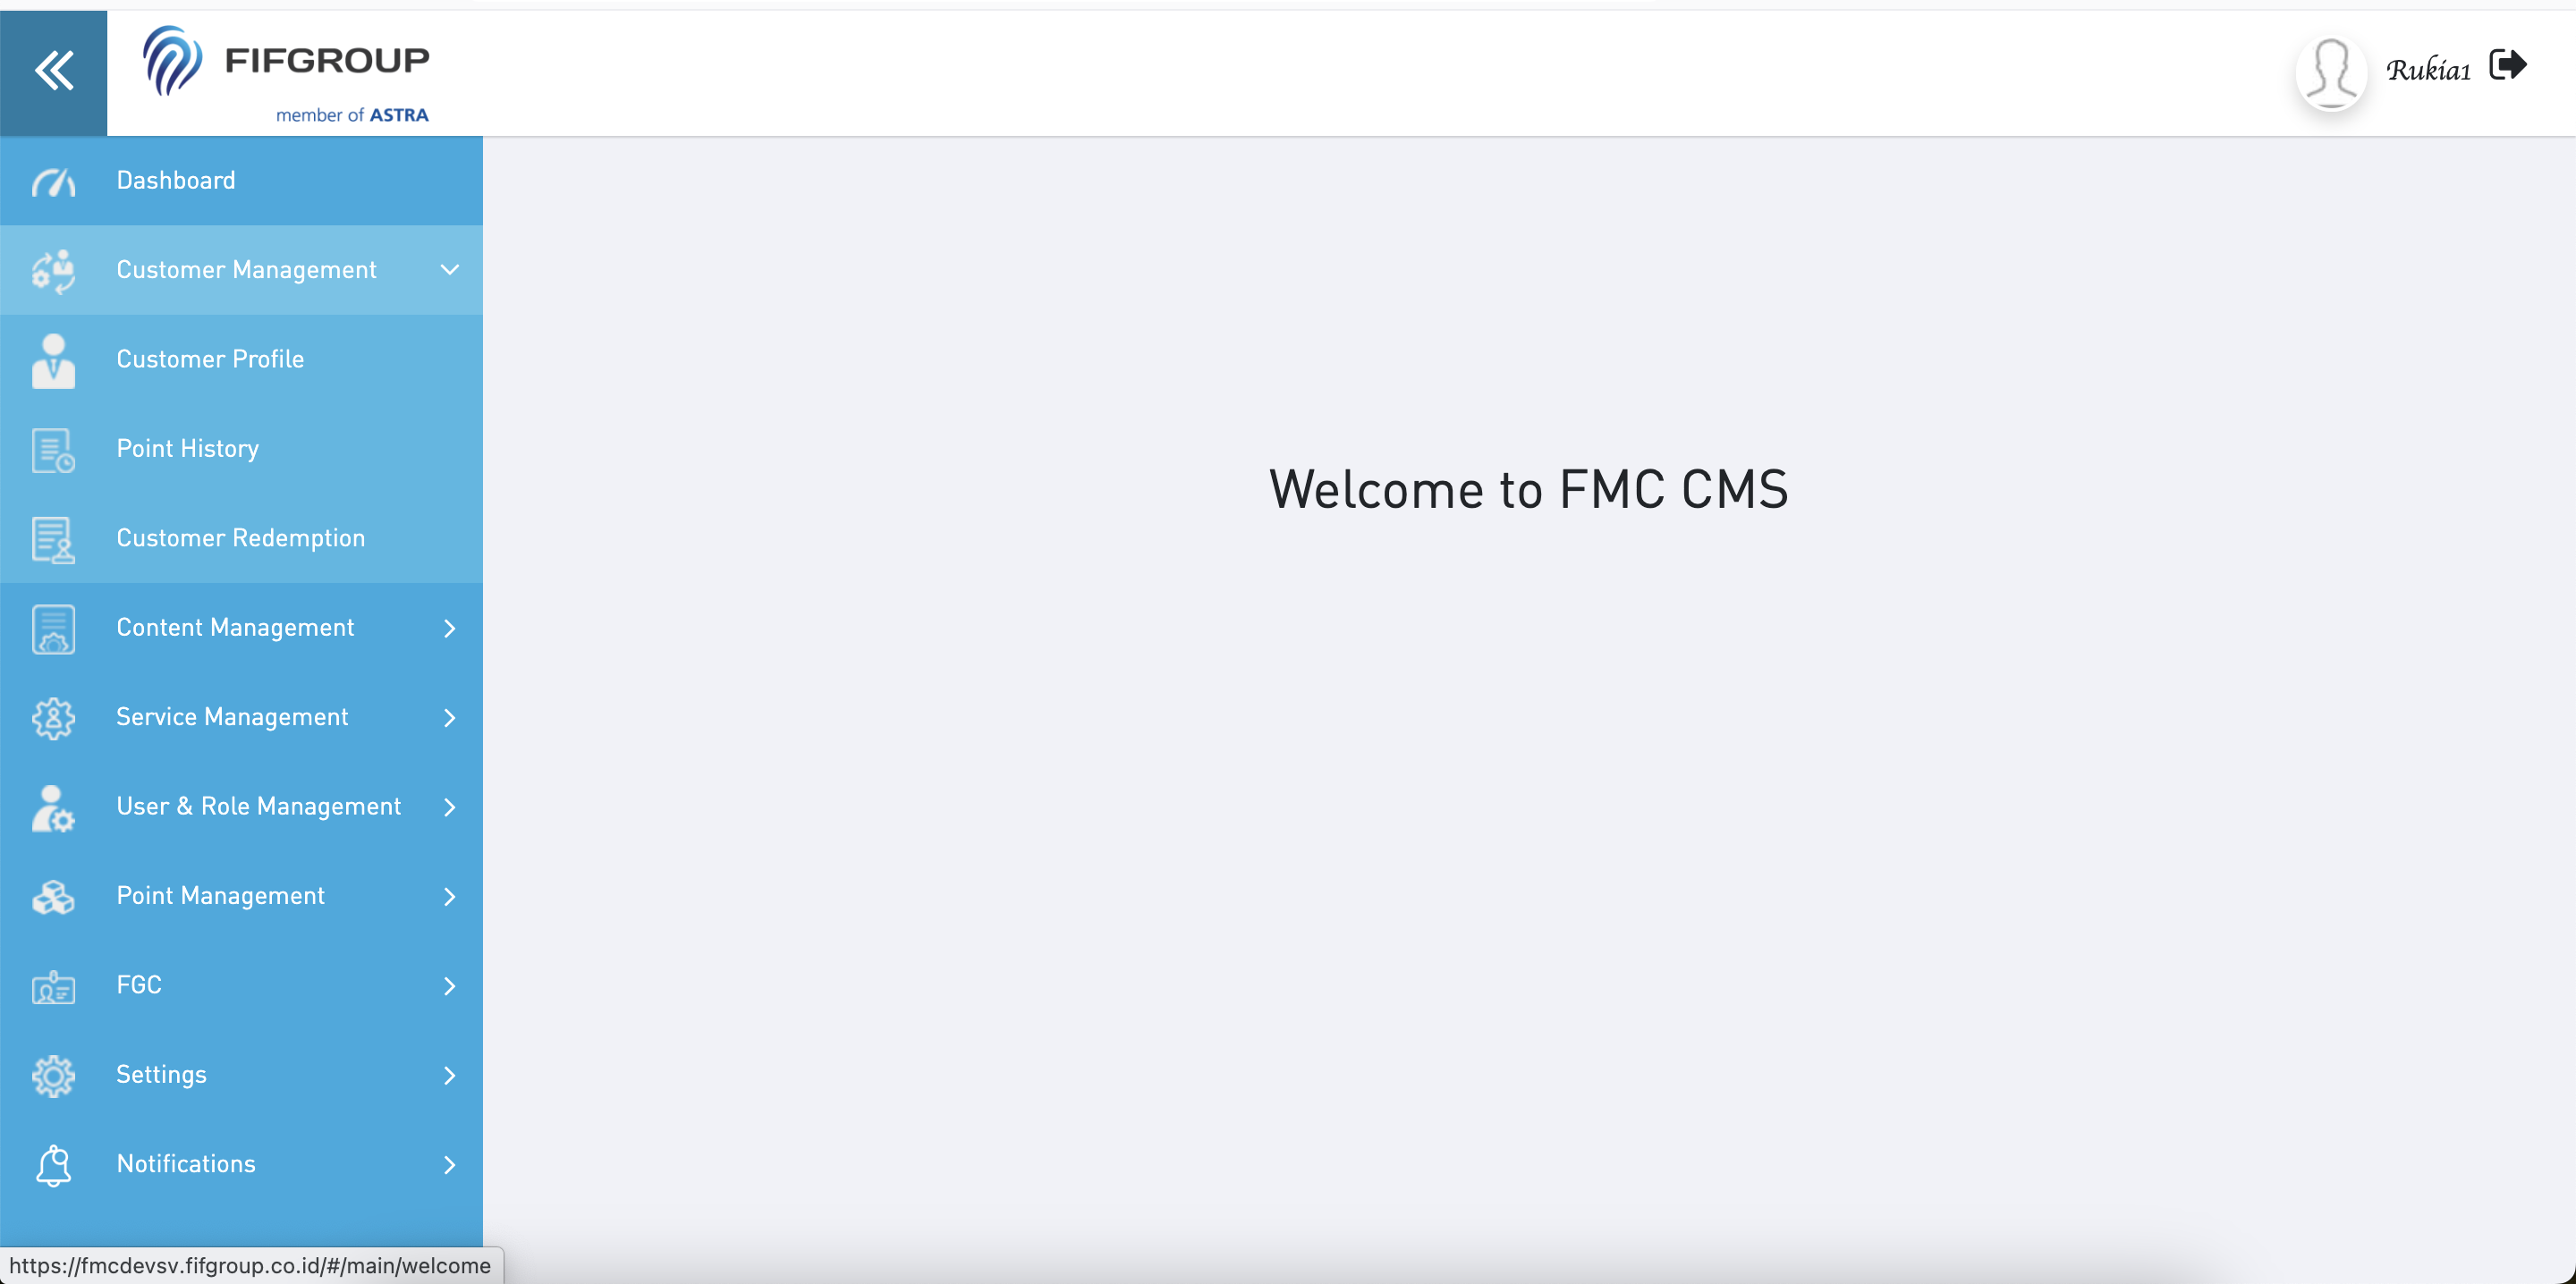 FIFGROUP
member of ASTRA
Rukia1
Dashboard
Customer Management
Customer Profile
Point History
Customer Redemption
Content Management
Service Management
User & Role Management
Point Management
FGC
Settings
Notifications
Welcome to FMC CMS
https://fmcdevsv.fifgroup.co.id/#/main/welcome